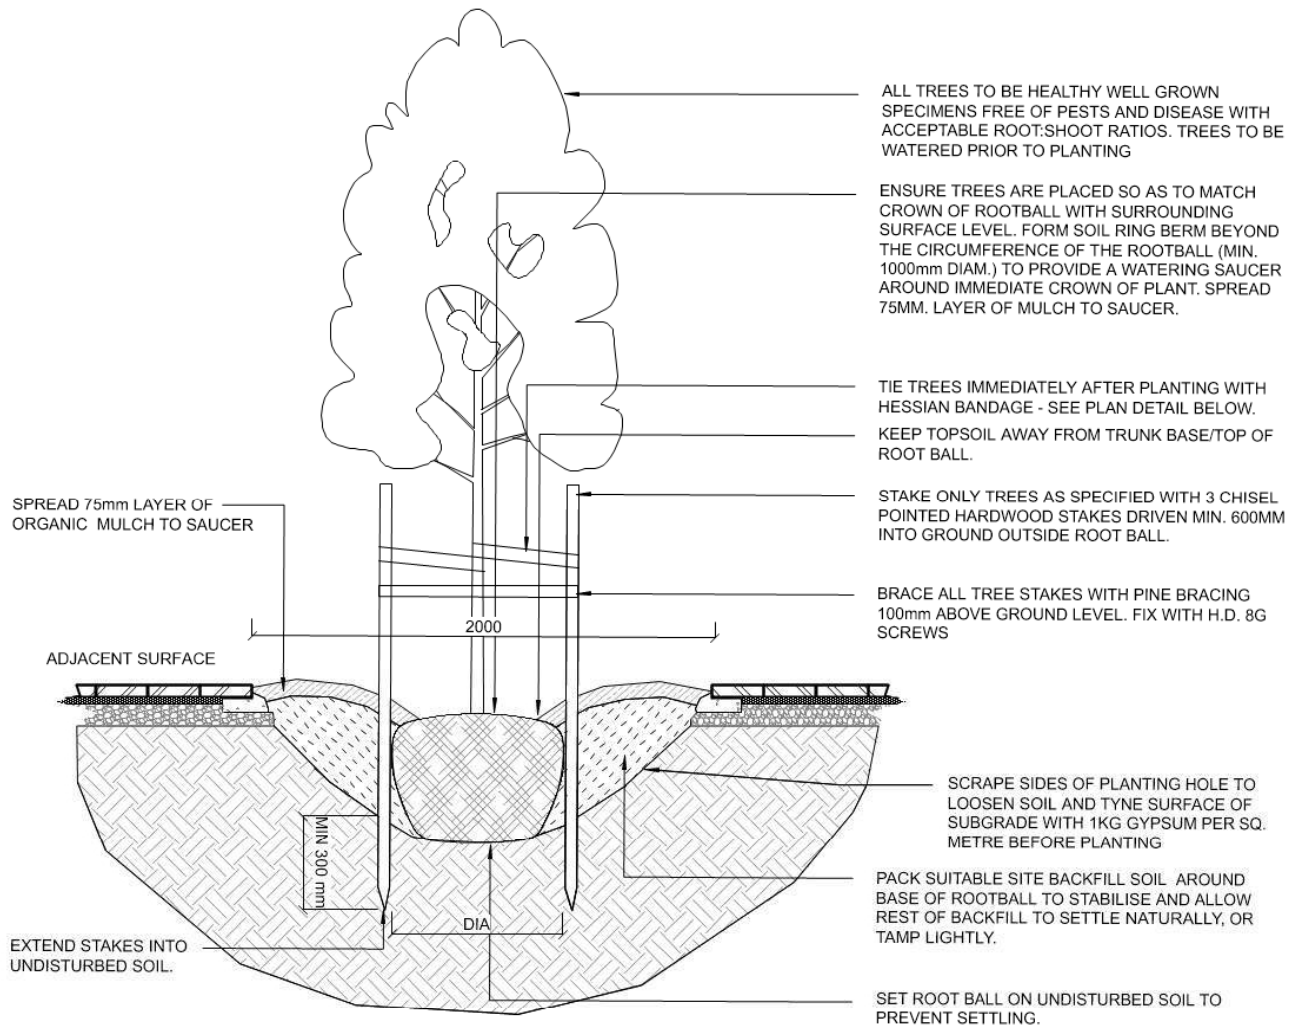 ALL TREES TO BE HEALTHY WELL GROWN
SPECIMENS FREE OF PESTS AND DISEASE WITH
ACCEPTABLE ROOT:SHOOT RATIOS. TREES TO BE
WATERED PRIOR TO PLANTING
ENSURE TREES ARE PLACED SO AS TO MATCH
CROWN OF ROOTBALL WITH SURROUNDING
SURFACE LEVEL. FORM SOIL RING BERM BEYOND
THE CIRCUMFERENCE OF THE ROOTBALL (MIN.
1000mm DIAM.) TO PROVIDE A WATERING SAUCER
AROUND IMMEDIATE CROWN OF PLANT. SPREAD
75MM. LAYER OF MULCH TO SAUCER.
TIE TREES IMMEDIATELY AFTER PLANTING WITH
HESSIAN BANDAGE - SEE PLAN DETAIL BELOW.
KEEP TOPSOIL AWAY FROM TRUNK BASE/TOP OF
ROOT BALL.
SPREAD 75mm LAYER OF
ORGANIC MULCH TO SAUCER
STAKE ONLY TREES AS SPECIFIED WITH 3 CHISEL
POINTED HARDWOOD STAKES DRIVEN MIN. 600MM
INTO GROUND OUTSIDE ROOT BALL.
BRACE ALL TREE STAKES WITH PINE BRACING
100mm ABOVE GROUND LEVEL. FIX WITH H.D. 8G
SCREWS
2000
ADJACENT SURFACE
SCRAPE SIDES OF PLANTING HOLE TO
LOOSEN SOIL AND TYNE SURFACE OF
SUBGRADE WITH 1KG GYPSUM PER SQ.
METRE BEFORE PLANTING
MIN 300 mm
PACK SUITABLE SITE BACKFILL SOIL AROUND
BASE OF ROOTBALL TO STABILISE AND ALLOW
REST OF BACKFILL TO SETTLE NATURALLY, OR
TAMP LIGHTLY.
DIA
EXTEND STAKES INTO
UNDISTURBED SOIL.
SET ROOT BALL ON UNDISTURBED SOIL TO
PREVENT SETTLING.